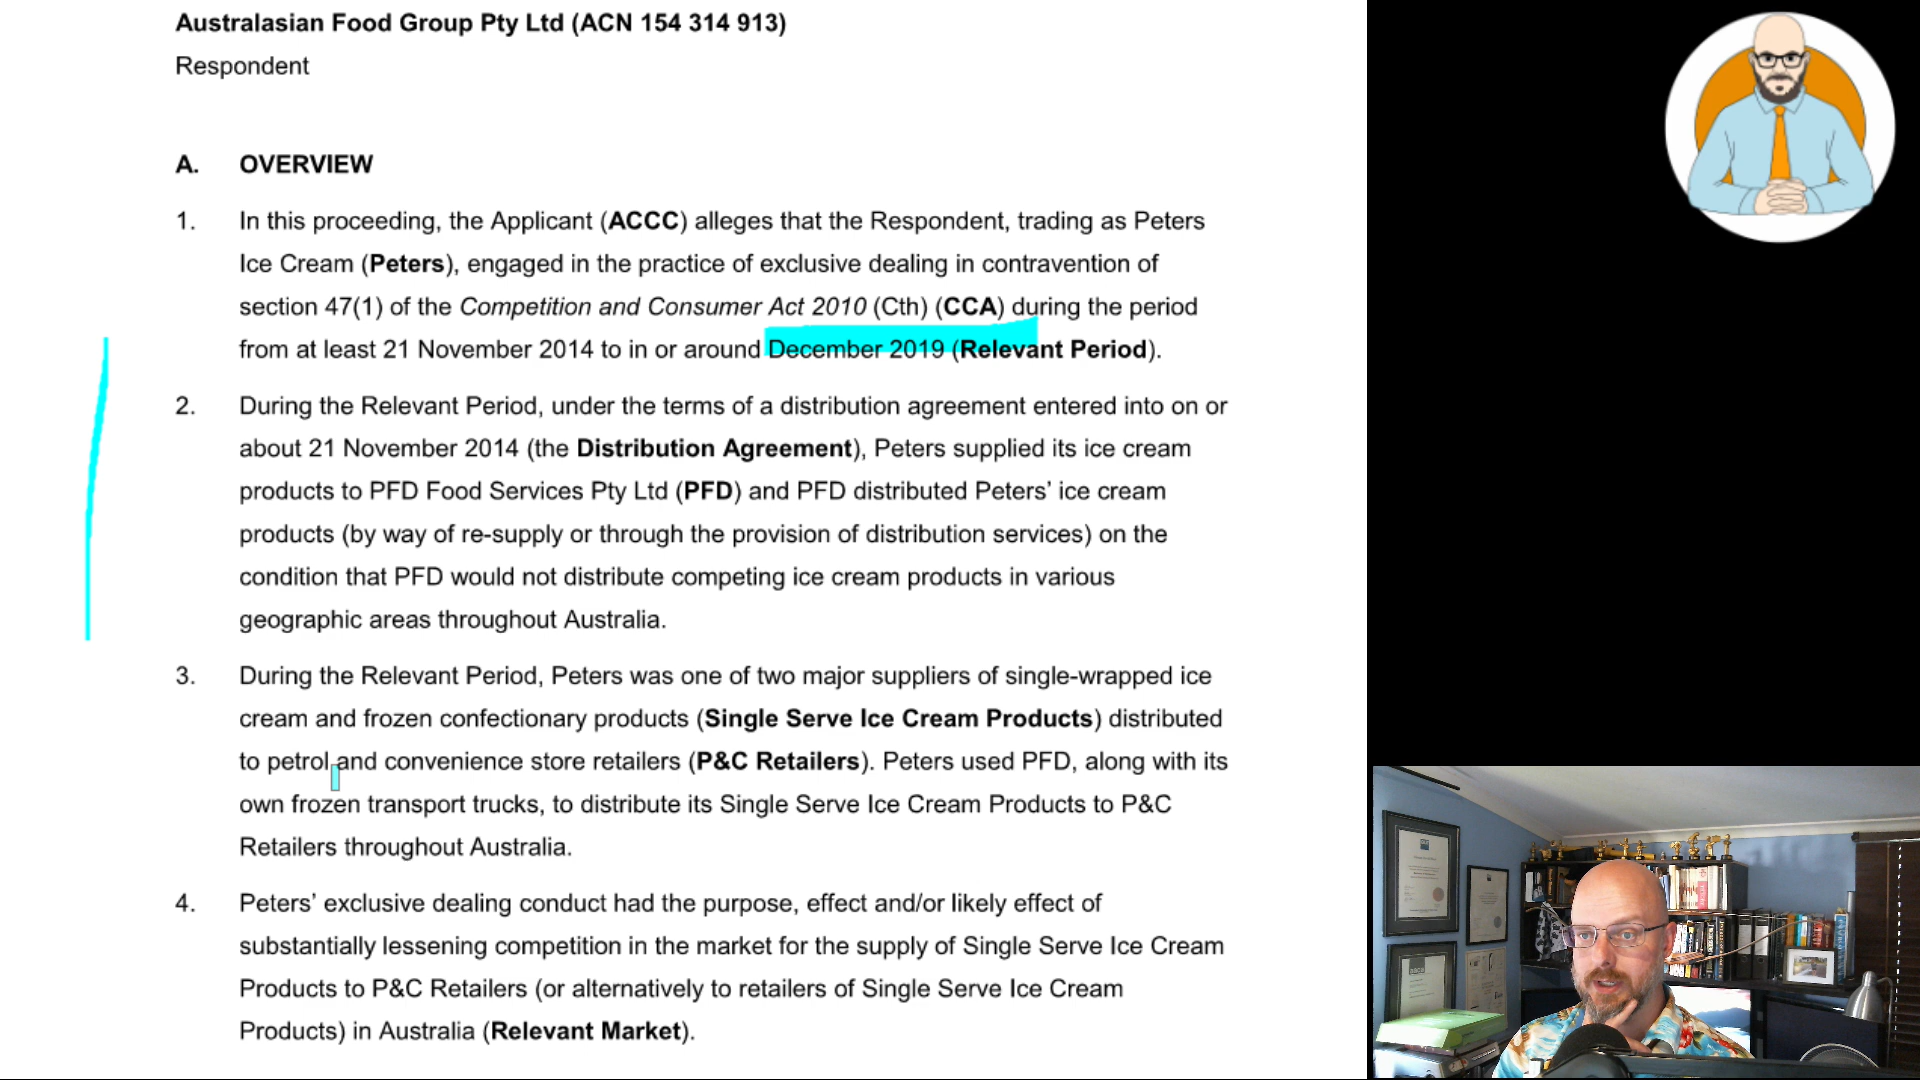 Australasian Food Group Pty Ltd (ACN 154 314 913)
Respondent
A. OVERVIEW
1. In this proceeding, the Applicant (ACCC) alleges that the Respondent, trading as Peters
Ice Cream (Peters), engaged in the practice of exclusive dealing in contravention of
section 47(1) of the Competition and Consumer Act 2010 (Cth) (CCA) during the period
from at least 21 November 2014 to in or around December 2019 (Relevant Period).
2. During the Relevant Period, under the terms of a distribution agreement entered into on or
about 21 November 2014 (the Distribution Agreement), Peters supplied its ice cream
products to PFD Food Services Pty Ltd (PFD) and PFD distributed Peters’ ice cream
products (by way of re-supply or through the provision of distribution services) on the
condition that PFD would not distribute competing ice cream products in various
geographic areas throughout Australia.
3. During the Relevant Period, Peters was one of two major suppliers of single-wrapped ice
cream and frozen confectionary products (Single Serve Ice Cream Products) distributed
to petrol and convenience store retailers (P&C Retailers). Peters used PFD, along with its
own frozen transport trucks, to distribute its Single Serve Ice Cream Products to P&C
Retailers throughout Australia.
4. Peters’ exclusive dealing conduct had the purpose, effect and/or likely effect of
substantially lessening competition in the market for the supply of Single Serve Ice Cream
Products to P&C Retailers (or alternatively to retailers of Single Serve Ice Cream
Products) in Australia (Relevant Market).